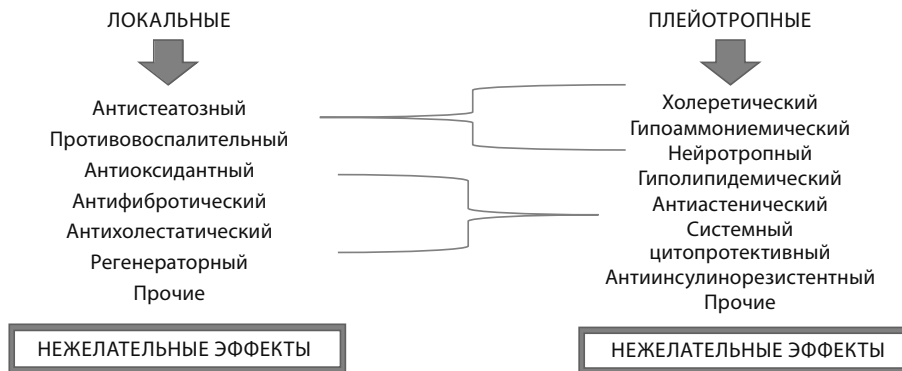 ЛОКАЛЬНЫЕ
Антистеатозный
Противовоспалительный
Антиоксидантный
Антифибротический
Антихолестатический
Регенераторный
Прочие
НЕЖЕЛАТЕЛЬНЫЕ ЭФФЕКТЫ
ПЛЕЙОТРОПНЫЕ
Холеретический
Гипоаммониемический
Нейротропный
Гиполипидемический
Антиастенический
Системный
цитопротективный
Антиинсулинорезистентный
Прочие
НЕЖЕЛАТЕЛЬНЫЕ ЭФФЕКТЫ